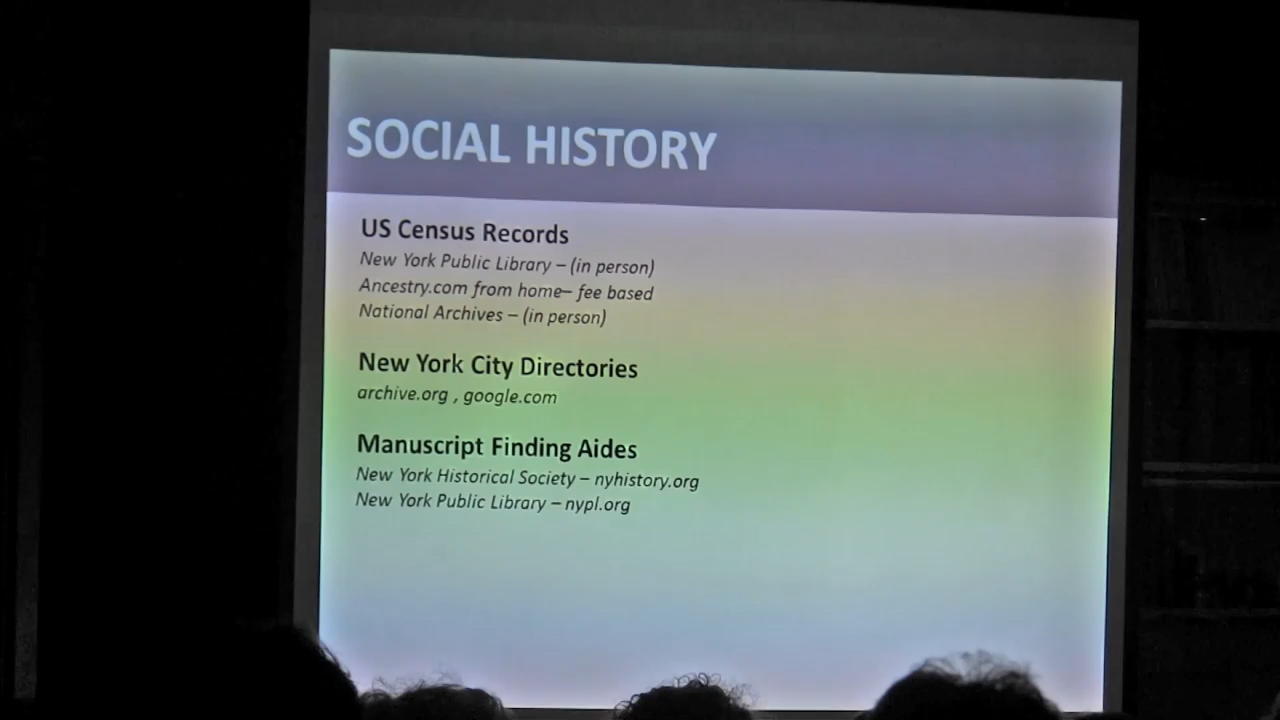 SOCIAL HISTORY
US Census Records
New York Public Library – (in person)
Ancestry.com from home– fee based
National Archives – (in person)
New York City Directories
archive.org , google.com
Manuscript Finding Aides
New York Historical Society – nyhistory.org
New York Public Library – nypl.org